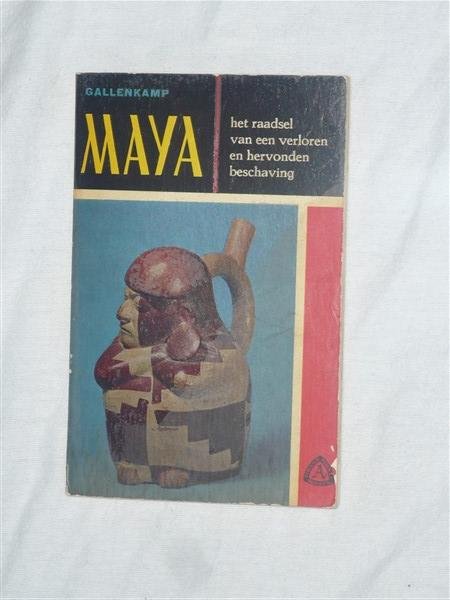 GALLENKAMP
MAYA
het raadsel
van een verloren
en hervonden
beschaving
A